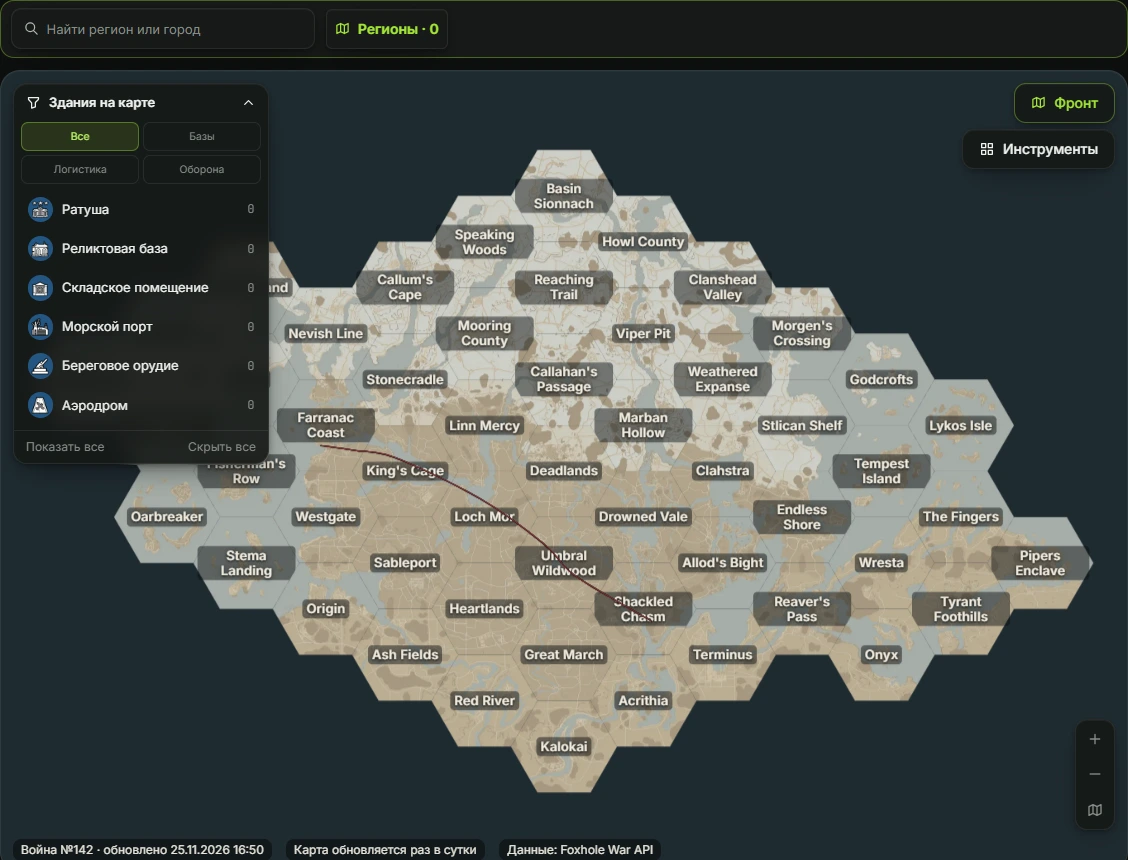 Найти регион или город
Регионы · 0
Здания на карте
Все
Базы
Логистика
Оборона
Ратуша 0
Реликтовая база 0
Складское помещение 0
Морской порт 0
Береговое орудие 0
Аэродром 0
Показать все
Скрыть все
Фронт
Инструменты
Basin
Sionnach
Speaking
Woods
Howl County
Callum's
Cape
Reaching
Trail
Clanshead
Valley
Nevish Line
Mooring
County
Viper Pit
Morgen's
Crossing
Stonecradle
Callahan's
Passage
Weathered
Expanse
Godcrofts
Farranac
Coast
Linn Mercy
Marban
Hollow
Stlican Shelf
Lykos Isle
Fisherman's
Row
King's Cage
Deadlands
Clahstra
Tempest
Island
Oarbreaker
Westgate
Loch Mor
Drowned Vale
Endless
Shore
The Fingers
Stema
Landing
Sableport
Umbral
Wildwood
Allod's Bight
Wresta
Pipers
Enclave
Origin
Heartlands
Shackled
Chasm
Reaver's
Pass
Tyrant
Foothills
Ash Fields
Great March
Terminus
Onyx
Red River
Acrithia
Kalokai
Война №142 · обновлено 25.11.2026 16:50
Карта обновляется раз в сутки
Данные: Foxhole War API